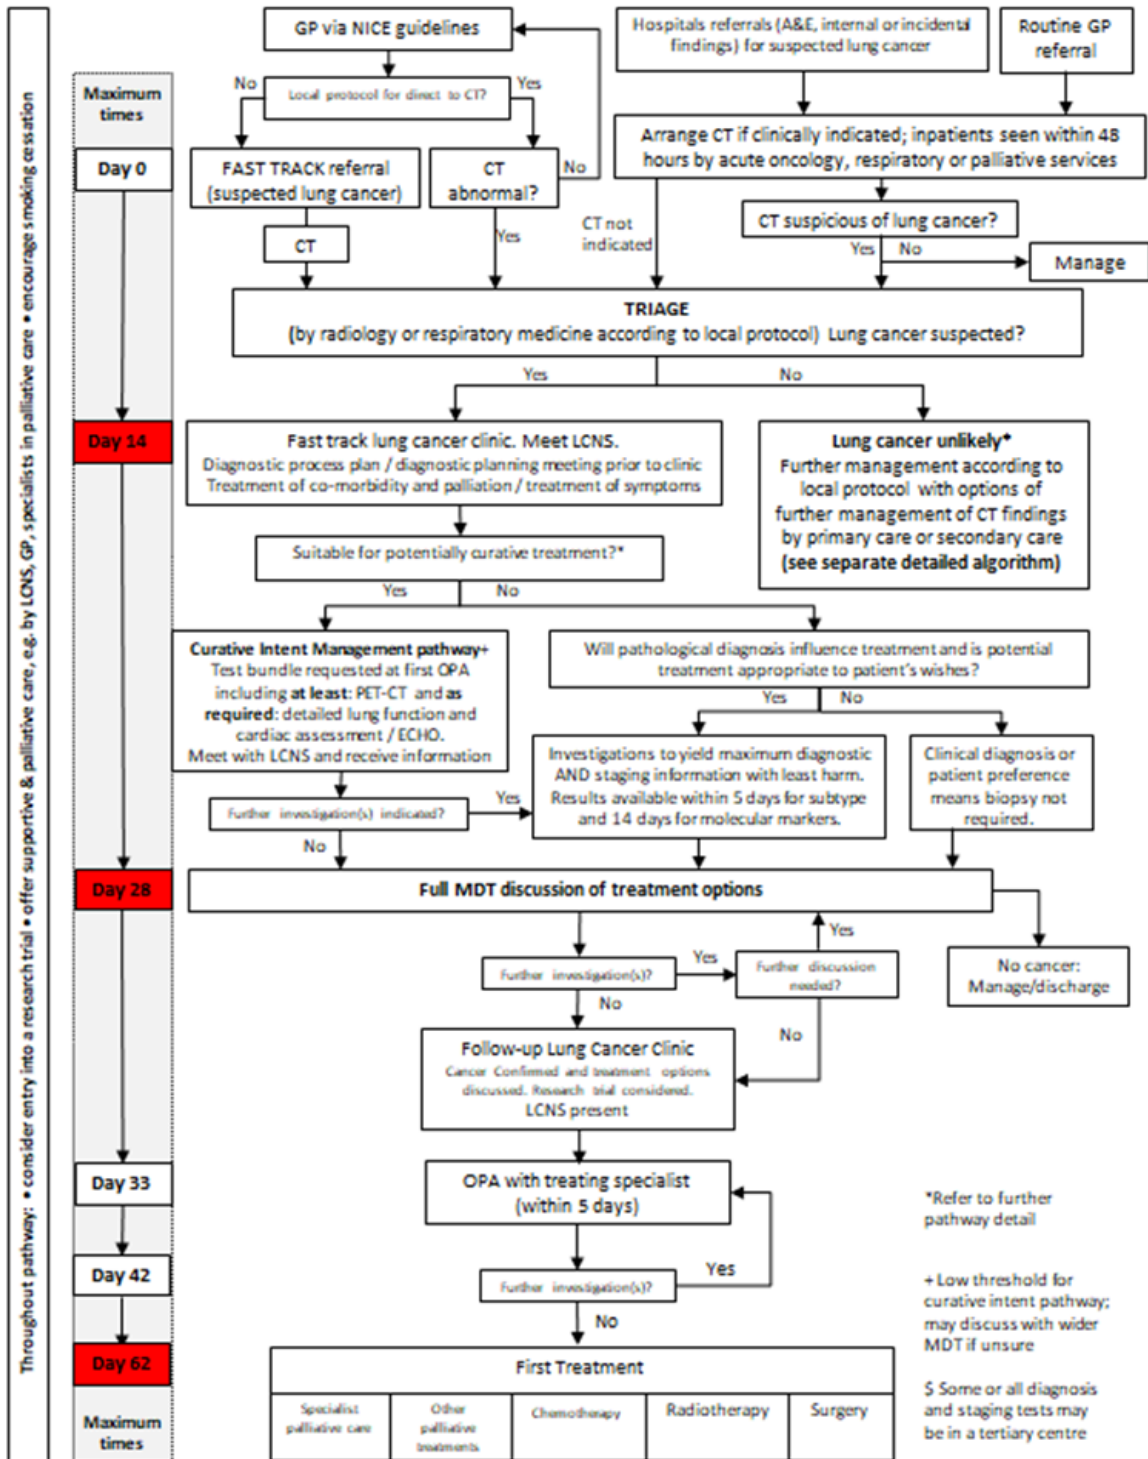 GP via NICE guidelines
Hospitals referrals (A&E, internal or incidental
findings) for suspected lung cancer
Routine GP
referral
No
Yes
Local protocol for direct to CT?
Maximum
times
Day 0
FAST TRACK referral
(suspected lung cancer)
CT
abnormal?
No
Arrange CT if clinically indicated; inpatients seen within 48
hours by acute oncology, respiratory or palliative services
CT
Yes
CT not
indicated
CT suspicious of lung cancer?
Yes
No
Manage
TRIAGE
(by radiology or respiratory medicine according to local protocol) Lung cancer suspected?
Yes
No
Day 14
Fast track lung cancer clinic. Meet LCNS.
Diagnostic process plan / diagnostic planning meeting prior to clinic
Treatment of co-morbidity and palliation / treatment of symptoms
Lung cancer unlikely*
Further management according to
local protocol with options of
further management of CT findings
by primary care or secondary care
(see separate detailed algorithm)
Suitable for potentially curative treatment?*
Yes
No
Curative Intent Management pathway+
Test bundle requested at first OPA
including at least: PET-CT and as
required: detailed lung function and
cardiac assessment / ECHO.
Meet with LCNS and receive information
Will pathological diagnosis influence treatment and is potential
treatment appropriate to patient's wishes?
Yes
No
Investigations to yield maximum diagnostic
AND staging information with least harm.
Results available within 5 days for subtype
and 14 days for molecular markers.
Clinical diagnosis or
patient preference
means biopsy not
required.
Further investigation(s) indicated?
Yes
No
Day 28
Full MDT discussion of treatment options
Yes
Further investigation(s)?
Yes
Further discussion
needed?
No cancer:
Manage/discharge
No
No
Follow-up Lung Cancer Clinic
Cancer Confirmed and treatment options
discussed. Research trial considered.
LCNS present
Day 33
OPA with treating specialist
(within 5 days)
Day 42
Further investigation(s)?
Yes
No
Day 62
First Treatment
Specialist
palliative care
Other
palliative
treatments
Chemotherapy
Radiotherapy
Surgery
Maximum
times
*Refer to further
pathway detail
+ Low threshold for
curative intent pathway;
may discuss with wider
MDT if unsure
$ Some or all diagnosis
and staging tests may
be in a tertiary centre
Throughout pathway: • consider entry into a research trial • offer supportive & palliative care, e.g. by LCNS, GP, specialists in palliative care • encourage smoking cessation